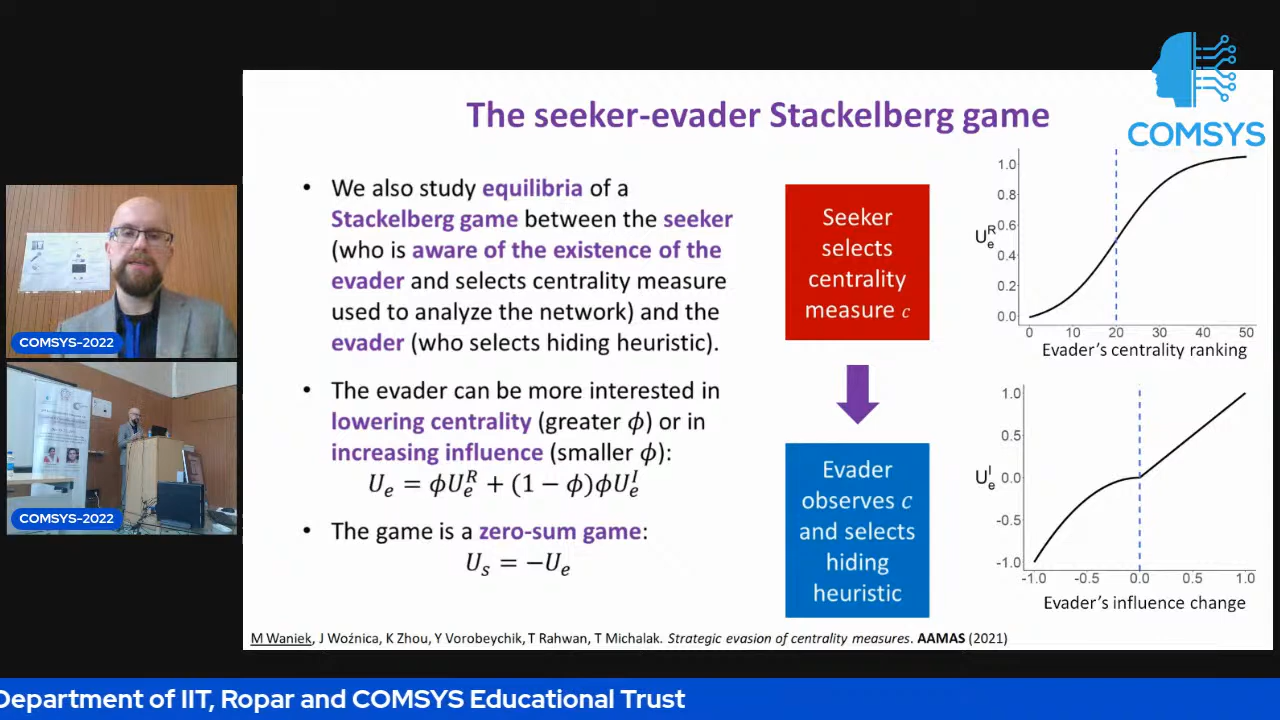 COMSYS
The seeker-evader Stackelberg game
• We also study equilibria of a
Stackelberg game between the seeker
(who is aware of the existence of the
evader and selects centrality measure
used to analyze the network) and the
evader (who selects hiding heuristic).
• The evader can be more interested in
lowering centrality (greater ϕ) or in
increasing influence (smaller ϕ):
U_e = ϕU_e^R + (1 − ϕ)ϕU_e^I
• The game is a zero-sum game:
U_s = −U_e
Seeker
selects
centrality
measure c
Evader
observes c
and selects
hiding
heuristic
U_e^R
1.0
0.8
0.6
0.4
0.2
0.0
0 10 20 30 40 50
Evader's centrality ranking
U_e^I
1.0
0.5
0.0
-0.5
-1.0
-1.0 -0.5 0.0 0.5 1.0
Evader's influence change
M Waniek, J Woźnica, K Zhou, Y Vorobeychik, T Rahwan, T Michalak. Strategic evasion of centrality measures. AAMAS (2021)
COMSYS-2022
COMSYS-2022
Department of IIT, Ropar and COMSYS Educational Trust